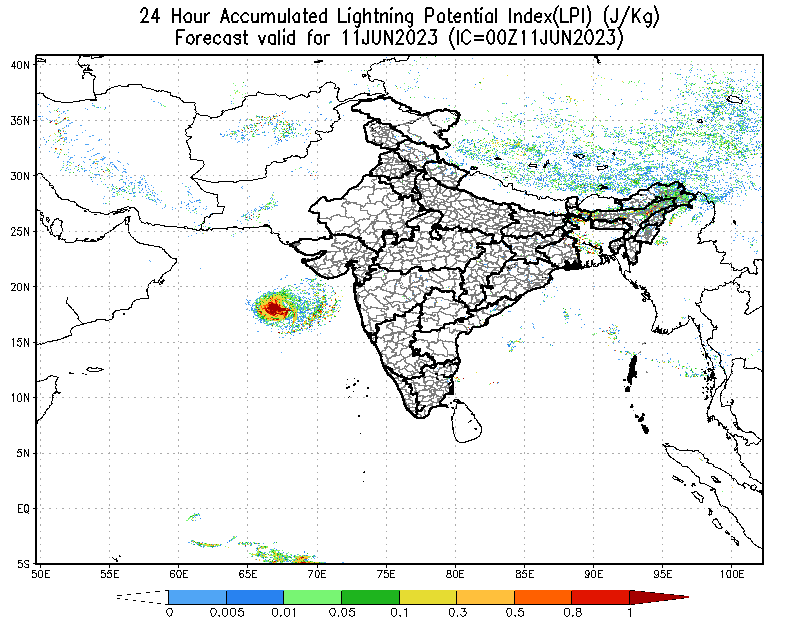 24 Hour Accumulated Lightning Potential Index(LPI) (J/Kg)
Forecast valid for 11JUN2023 (IC=00Z11JUN2023)
40N
35N
30N
25N
20N
15N
10N
5N
EQ
5S
50E 55E 60E 65E 70E 75E 80E 85E 90E 95E 100E
0 0.005 0.01 0.05 0.1 0.3 0.5 0.8 1